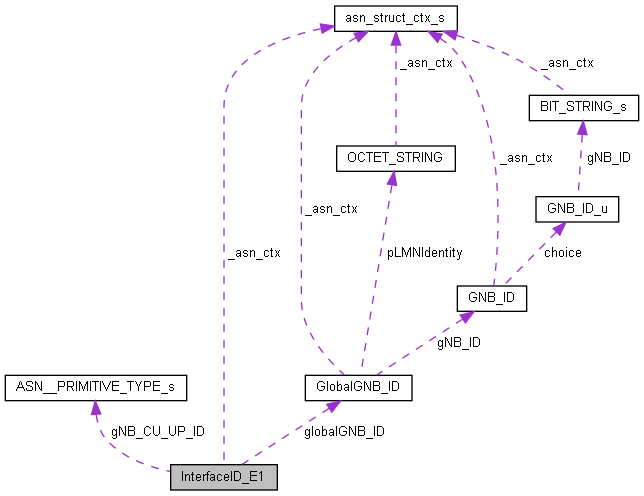 asn_struct_ctx_s
_asn_ctx
_asn_ctx
BIT_STRING_s
OCTET_STRING
gNB_ID
_asn_ctx
_asn_ctx
GNB_ID_u
_asn_ctx
pLMNIdentity
choice
GNB_ID
gNB_ID
ASN__PRIMITIVE_TYPE_s
GlobalGNB_ID
gNB_CU_UP_ID
globalGNB_ID
InterfaceID_E1